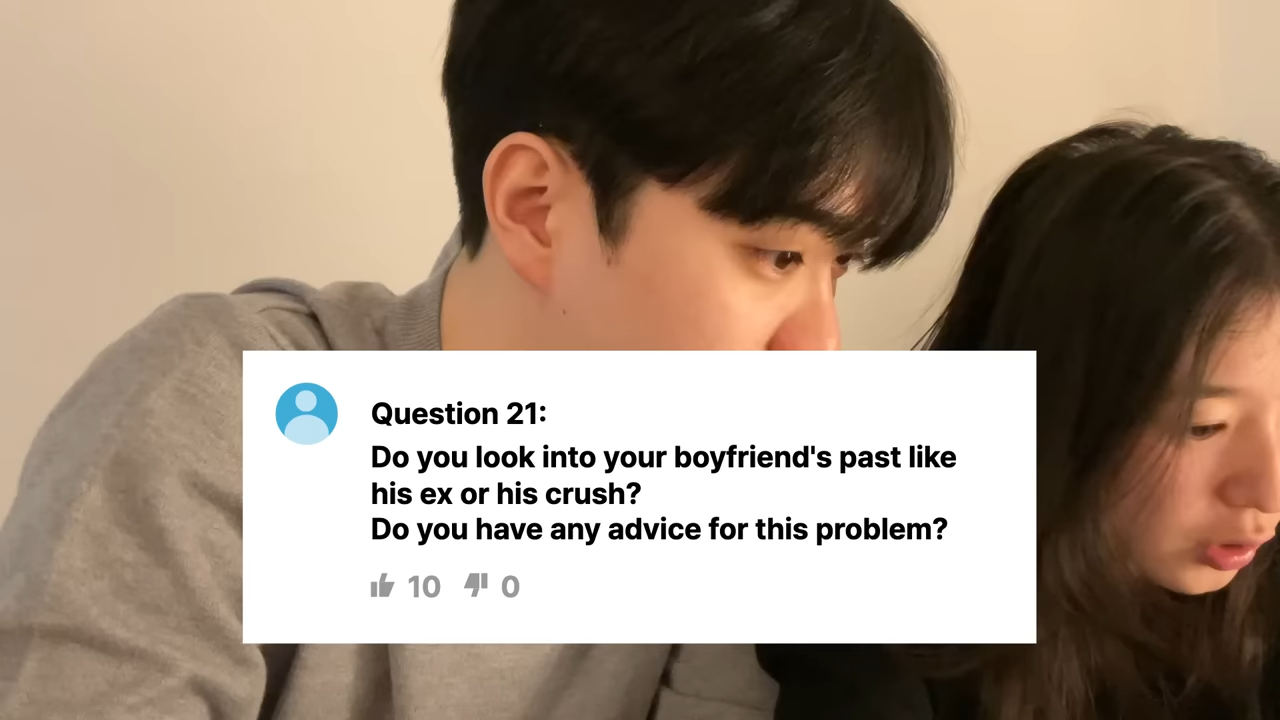 Question 21:
Do you look into your boyfriend's past like
his ex or his crush?
Do you have any advice for this problem?
10 0